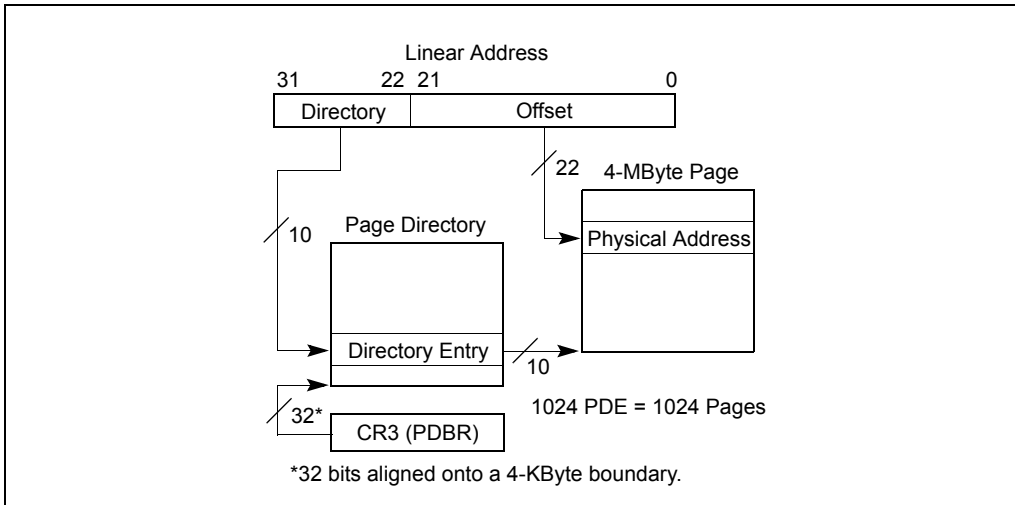 Linear Address
31 22 21 0
Directory Offset
22
4-MByte Page
10
Page Directory
Physical Address
Directory Entry
10
32*
1024 PDE = 1024 Pages
CR3 (PDBR)
*32 bits aligned onto a 4-KByte boundary.